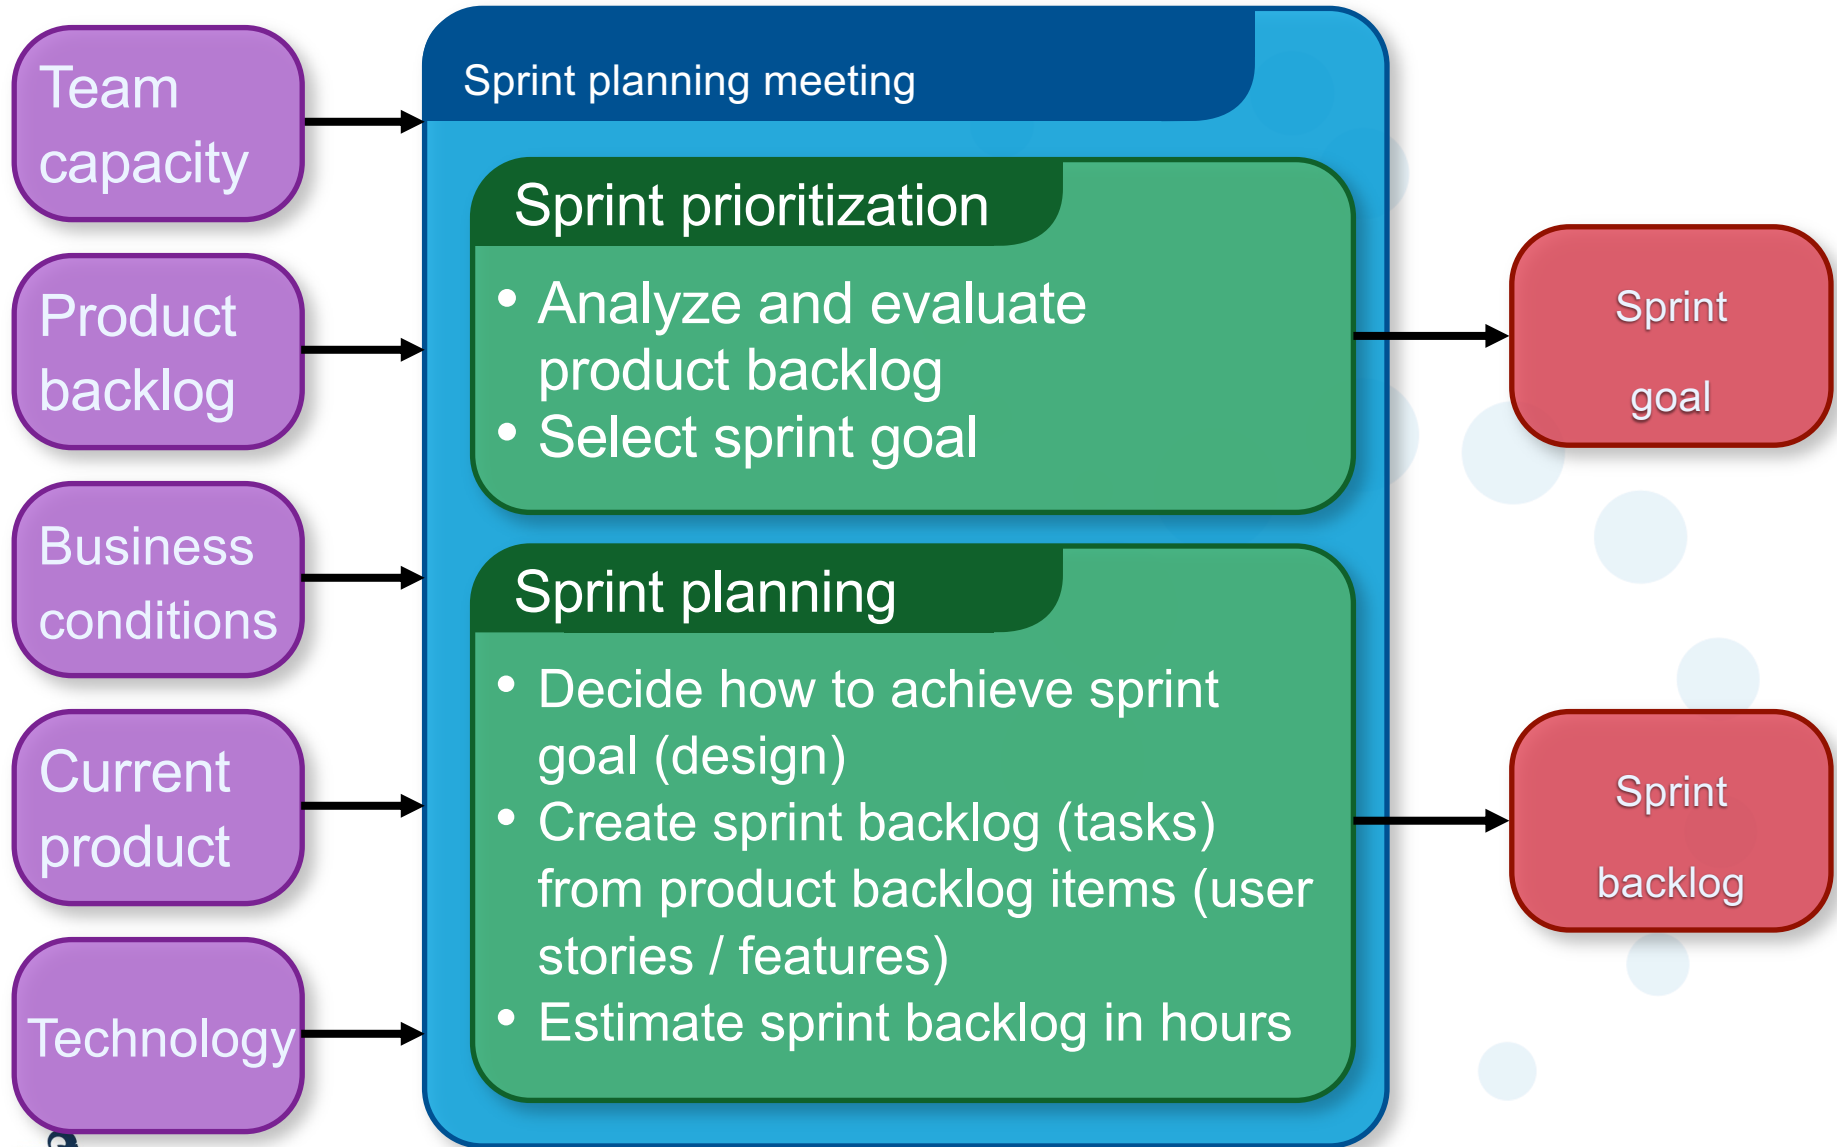 Team
capacity
Product
backlog
Business
conditions
Current
product
Technology
Sprint planning meeting
Sprint prioritization
• Analyze and evaluate
product backlog
• Select sprint goal
Sprint planning
• Decide how to achieve sprint
goal (design)
• Create sprint backlog (tasks)
from product backlog items (user
stories / features)
• Estimate sprint backlog in hours
Sprint
goal
Sprint
backlog